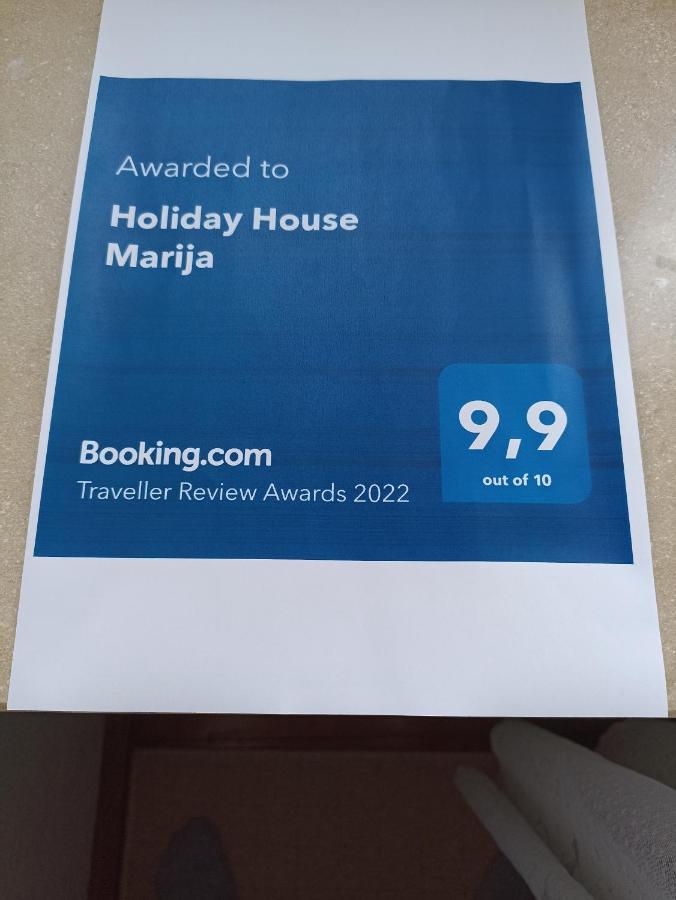 Awarded to
Holiday House
Marija
Booking.com
Traveller Review Awards 2022
9,9
out of 10